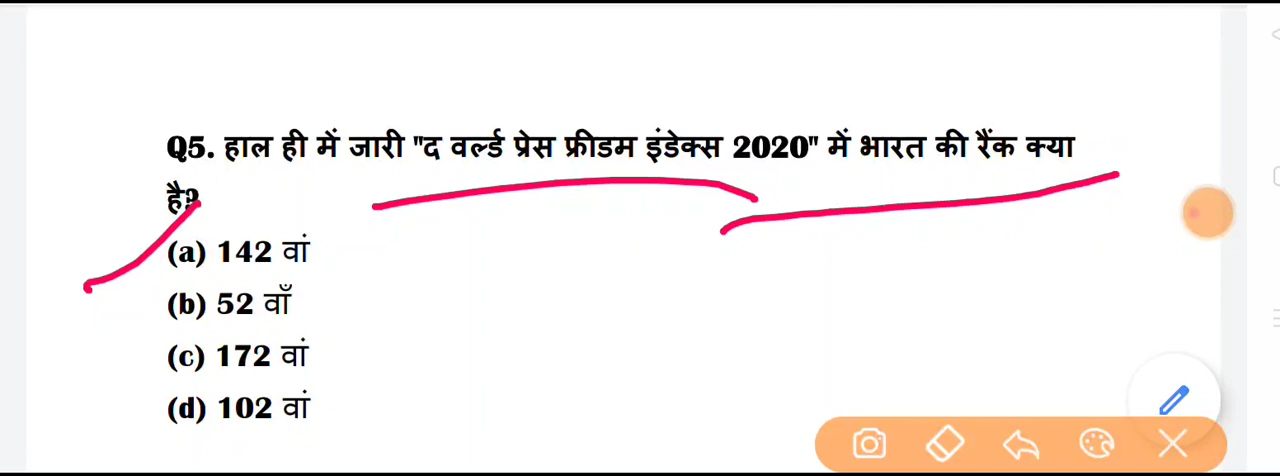 Q5. हाल ही में जारी "द वर्ल्ड प्रेस फ्रीडम इंडेक्स 2020" में भारत की रैंक क्या
है?
(a) 142 वां
(b) 52 वाँ
(c) 172 वां
(d) 102 वां